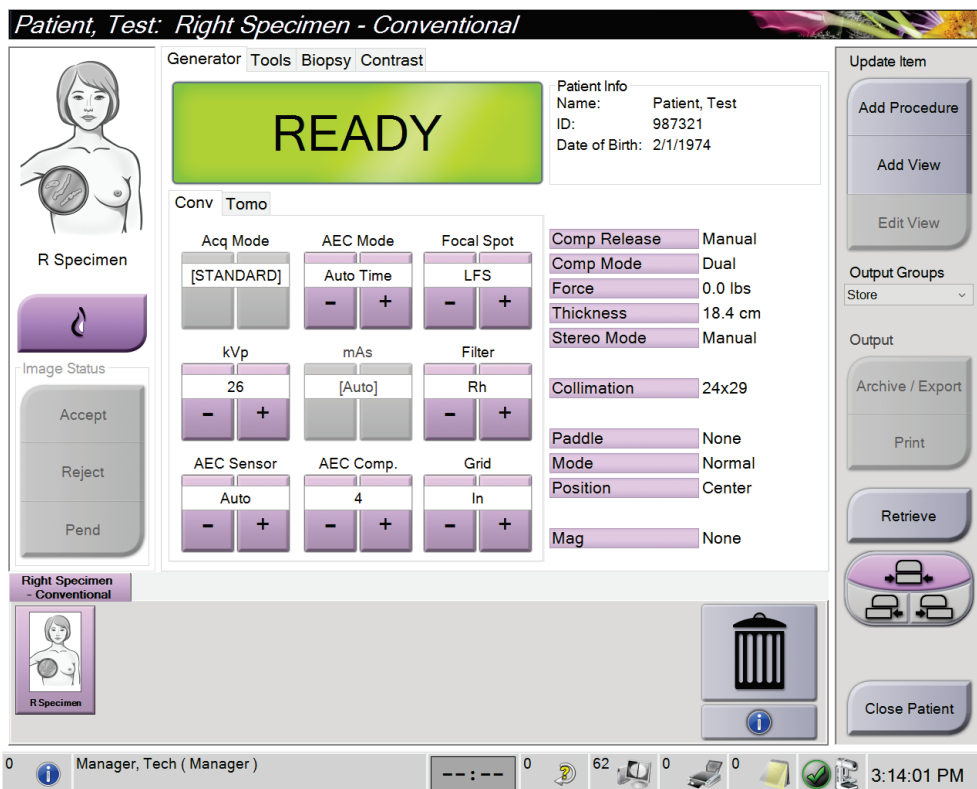 Patient, Test:  Right Specimen - Conventional
Generator Tools Biopsy Contrast
READY
Patient Info
Name: Patient, Test
ID: 987321
Date of Birth: 2/1/1974
R Specimen
Image Status
Accept
Reject
Pend
Conv Tomo
Acq Mode AEC Mode Focal Spot
[STANDARD] Auto Time LFS
- + - +
kVp mAs Filter
26 [Auto] Rh
- + - +
AEC Sensor AEC Comp. Grid
Auto 4 In
- + - + - +
Comp Release Manual
Comp Mode Dual
Force 0.0 lbs
Thickness 18.4 cm
Stereo Mode Manual
Collimation 24x29
Paddle None
Mode Normal
Position Center
Mag None
Update Item
Add Procedure
Add View
Edit View
Output Groups
Store
Output
Archive / Export
Print
Retrieve
Close Patient
Right Specimen
- Conventional
R Specimen
i
0 i Manager, Tech ( Manager ) --:-- 0 ? 62 0 0 3:14:01 PM